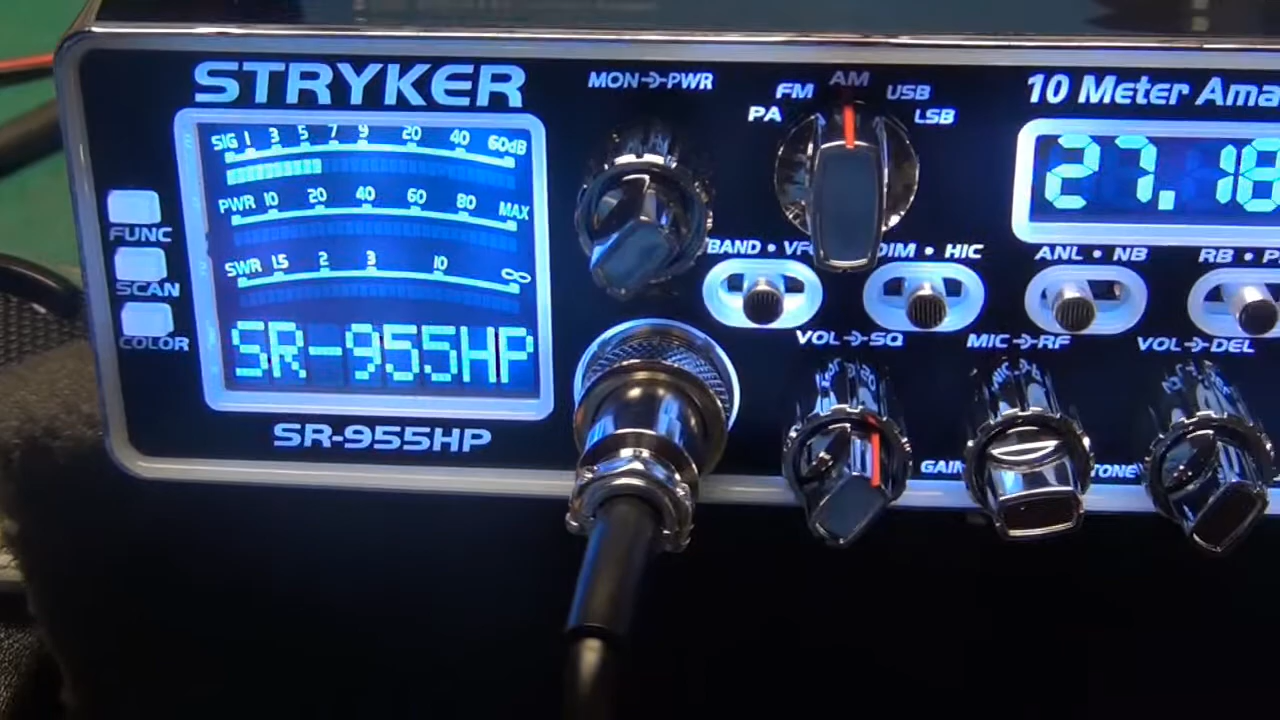 STRYKER
SIG 1 3 5 7 9 20 40 60dB
PWR 10 20 40 60 80 MAX
SWR 1.5 2 3 10 ∞
SR-955HP
SR-955HP
FUNC
SCAN
COLOR
MON PWR
PA FM AM USB LSB
10 Meter Ama
27.18
BAND • VF
DIM • HIC
ANL • NB
RB •
VOL SQ
MIC RF
VOL DEL
GAIN
TONE